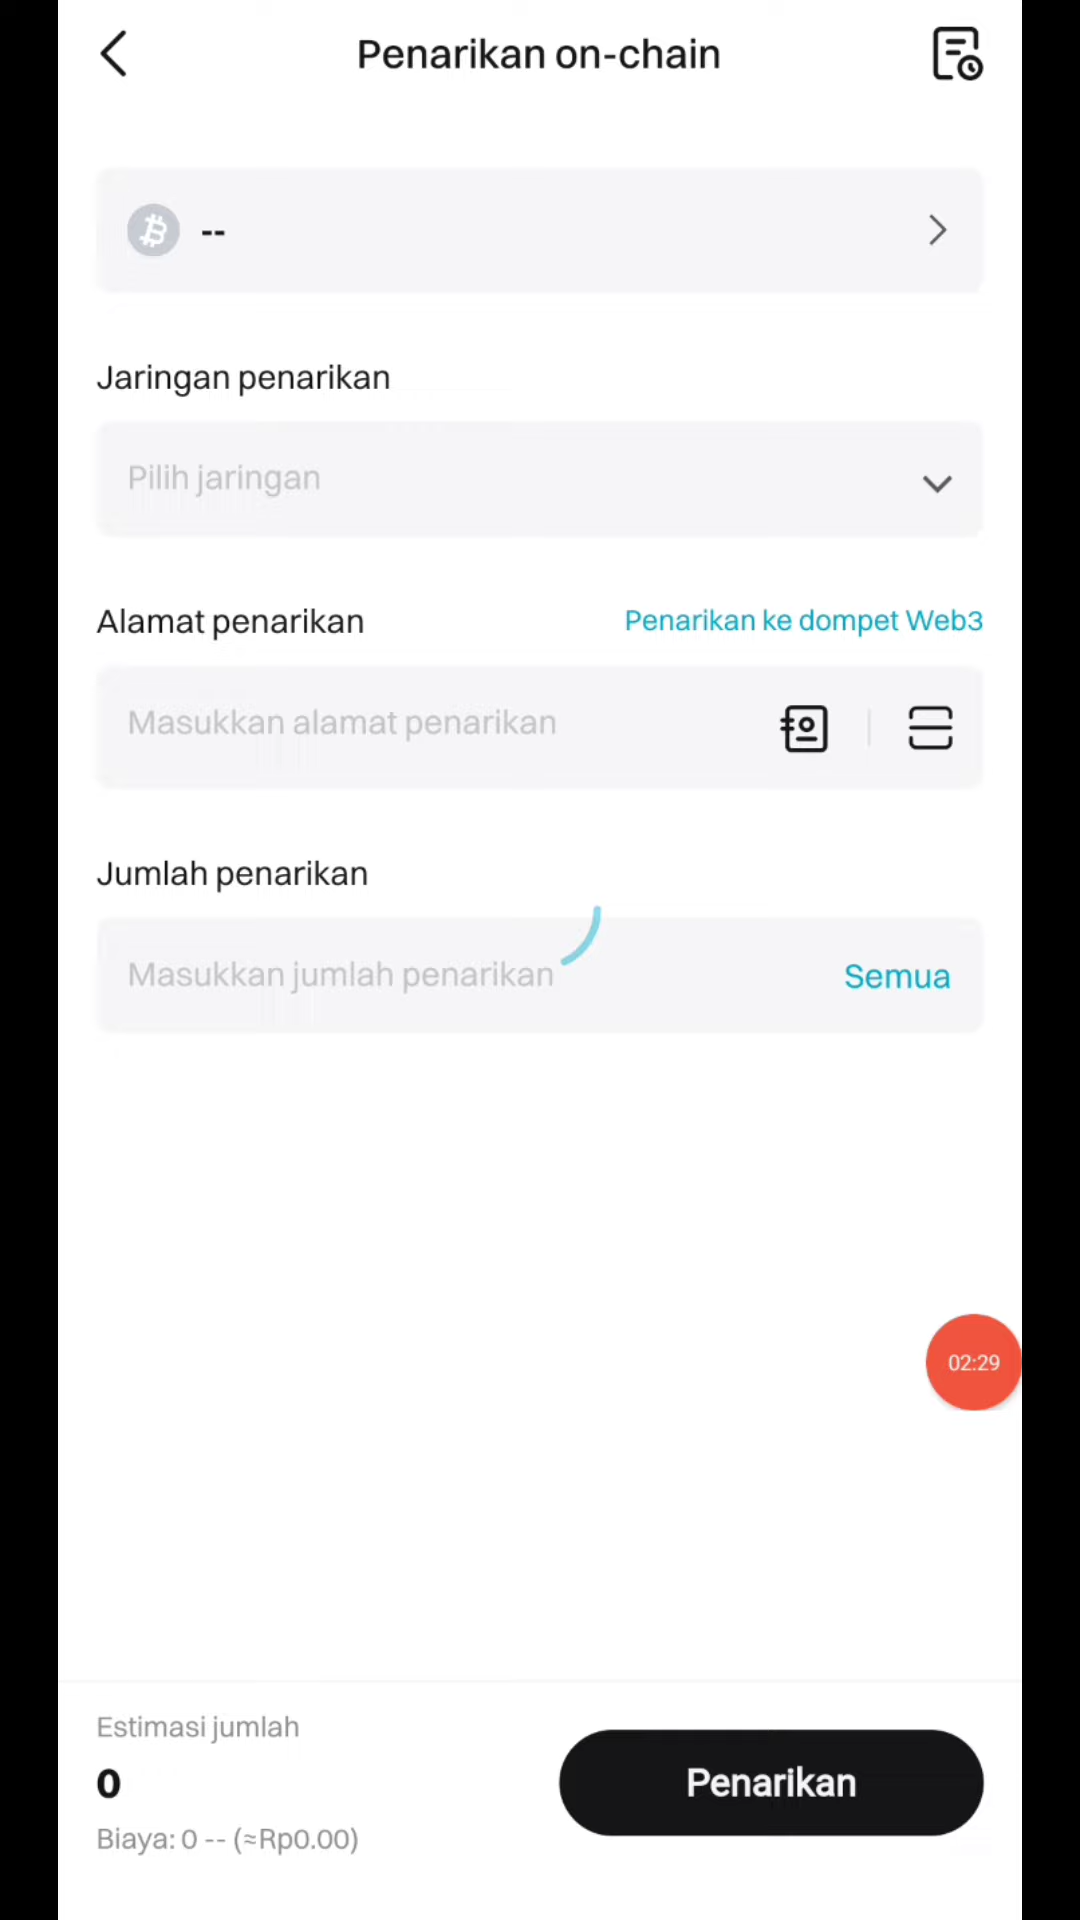 Penarikan on-chain
--
Jaringan penarikan
Pilih jaringan
Alamat penarikan
Penarikan ke dompet Web3
Masukkan alamat penarikan
Jumlah penarikan
Masukkan jumlah penarikan
Semua
02:29
Estimasi jumlah
0
Penarikan
Biaya: 0 -- (≈Rp0.00)